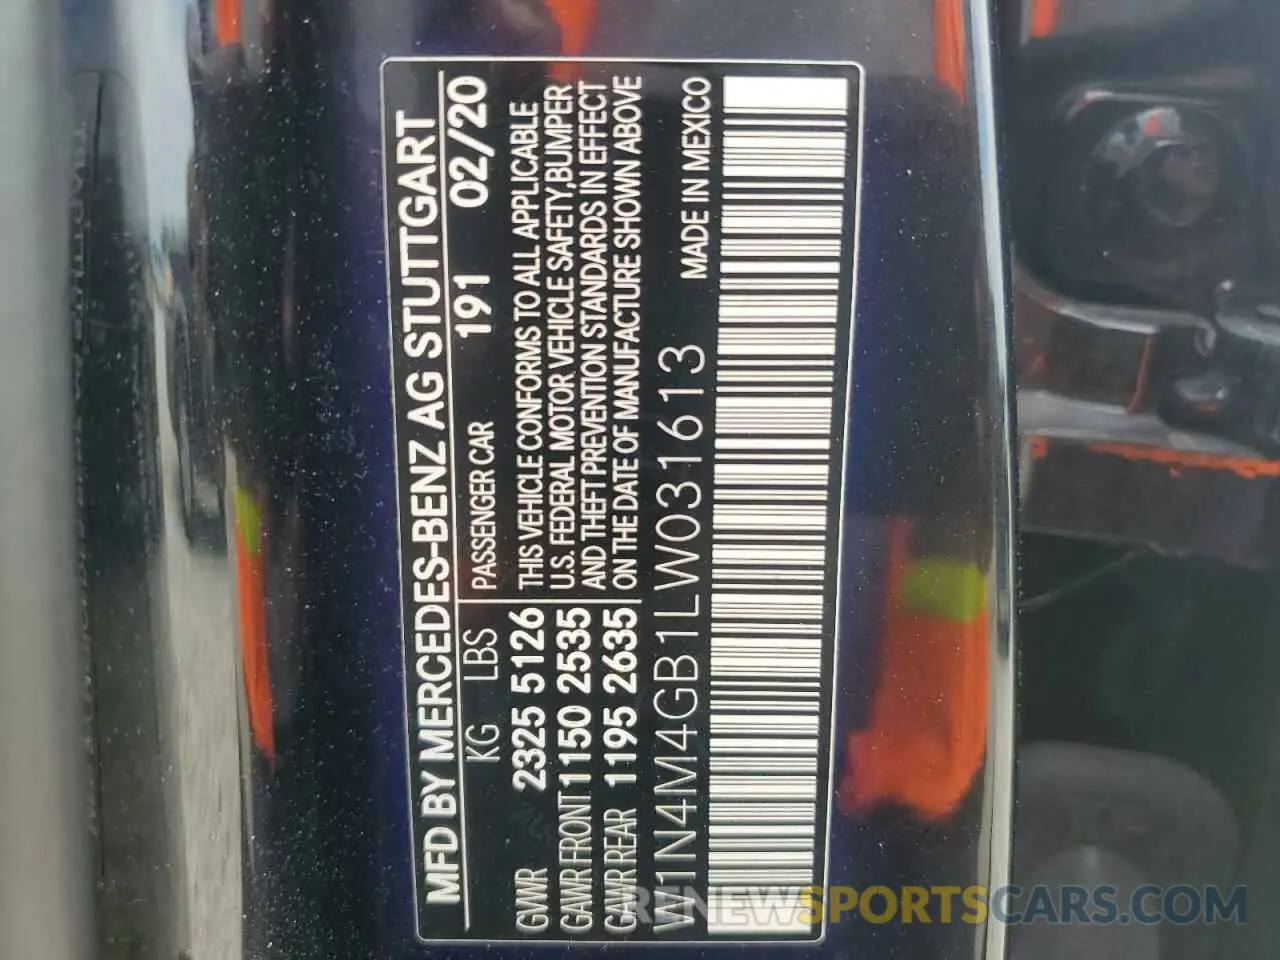 MFD BY MERCEDES-BENZ AG STUTTGART
KG LBS PASSENGER CAR 191 02/20
GVWR 2325 5126 THIS VEHICLE CONFORMS TO ALL APPLICABLE
U.S. FEDERAL MOTOR VEHICLE SAFETY,BUMPER
GAWR FRONT 1150 2535 AND THEFT PREVENTION STANDARDS IN EFFECT
GAWR REAR 1195 2635 ON THE DATE OF MANUFACTURE SHOWN ABOVE
W1N4M4GB1LW031613 MADE IN MEXICO
RENEWSPORTSCARS.COM